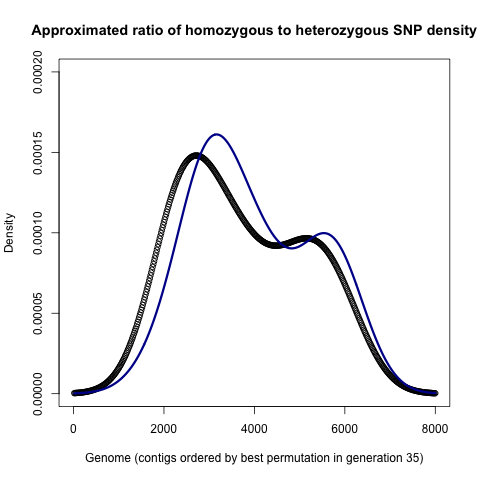 Approximated ratio of homozygous to heterozygous SNP density
Density
0.00020
0.00015
0.00010
0.00005
0.00000
0 2000 4000 6000 8000
Genome (contigs ordered by best permutation in generation 35)